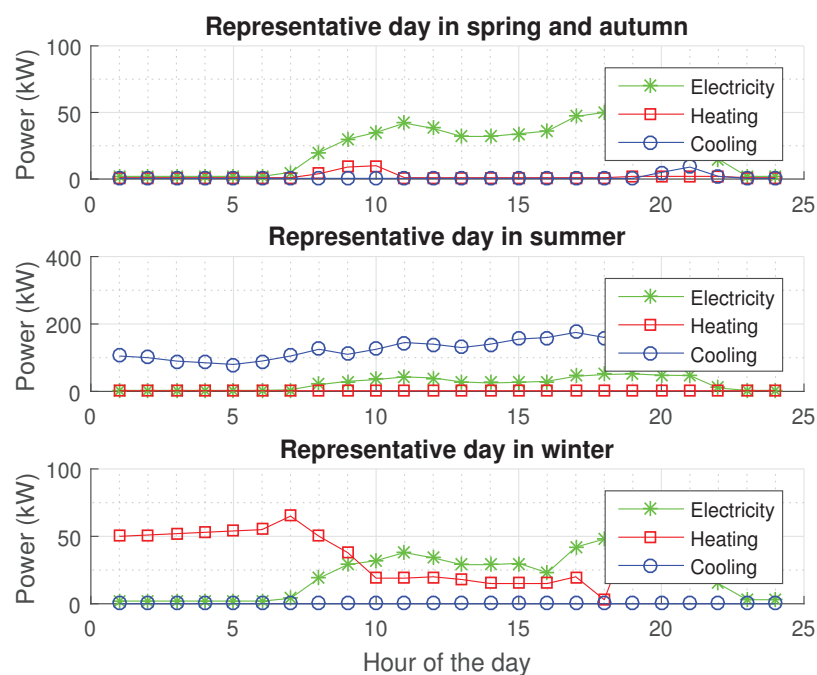 Representative day in spring and autumn
100
50
0
Power (kW)
Electricity
Heating
Cooling
0 5 10 15 20 25
Representative day in summer
400
200
0
Power (kW)
Electricity
Heating
Cooling
0 5 10 15 20 25
Representative day in winter
100
50
0
Power (kW)
Electricity
Heating
Cooling
0 5 10 15 20 25
Hour of the day